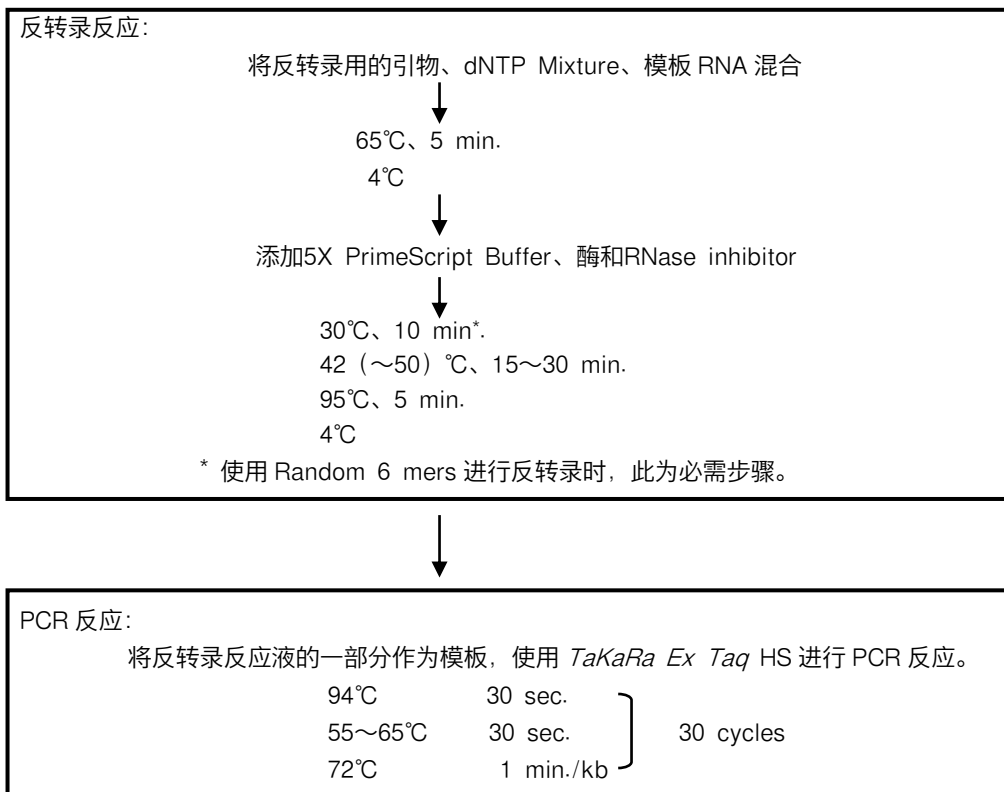 反转录反应：
将反转录用的引物、dNTP Mixture、模板 RNA 混合
65℃、5 min.
4℃
添加5X PrimeScript Buffer、酶和RNase inhibitor
30℃、10 min*.
42（～50）℃、15～30 min.
95℃、5 min.
4℃
* 使用 Random 6 mers 进行反转录时，此为必需步骤。
PCR 反应：
将反转录反应液的一部分作为模板，使用 TaKaRa Ex Taq HS 进行 PCR 反应。
94℃ 30 sec.
55～65℃ 30 sec. 30 cycles
72℃ 1 min./kb